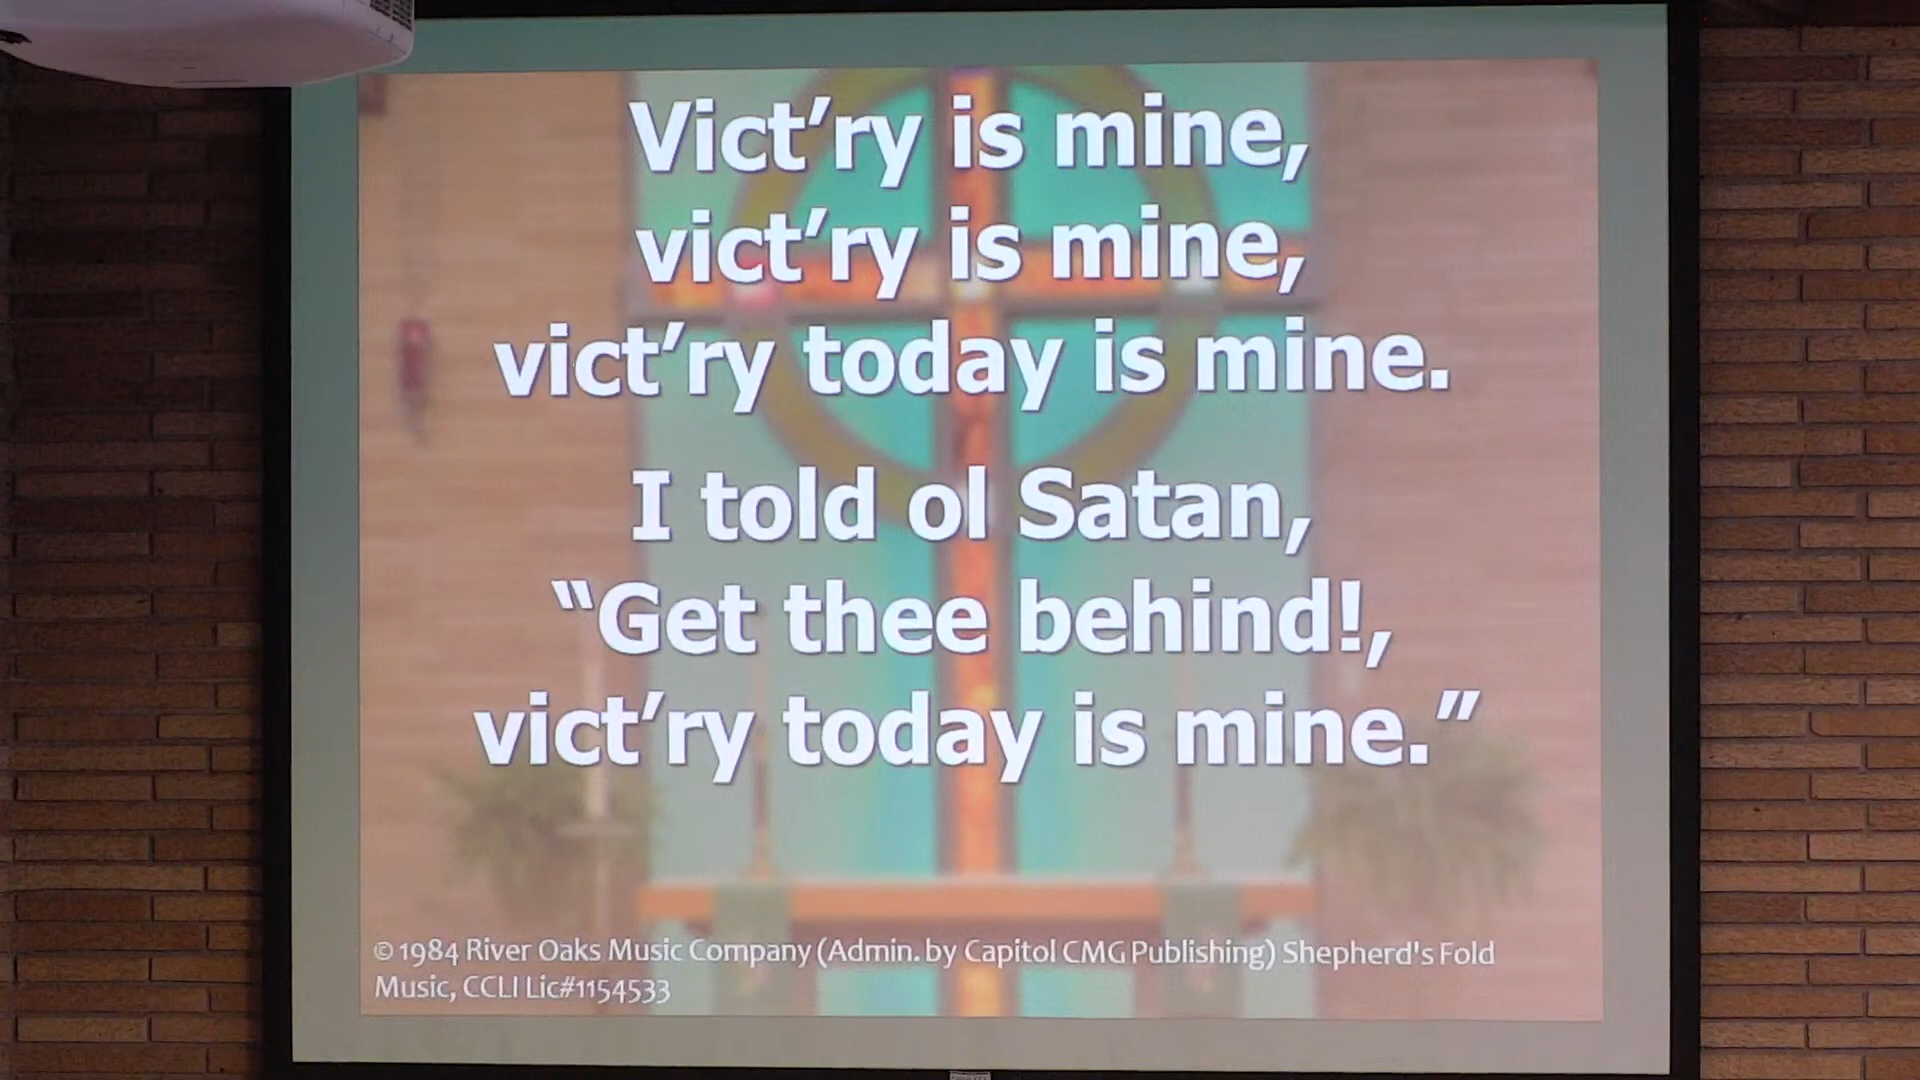 Vict’ry is mine,
vict’ry is mine,
vict’ry today is mine.
I told ol Satan,
“Get thee behind!,
vict’ry today is mine.”
© 1984 River Oaks Music Company (Admin. by Capitol CMG Publishing) Shepherd's Fold
Music, CCLI Lic#1154533